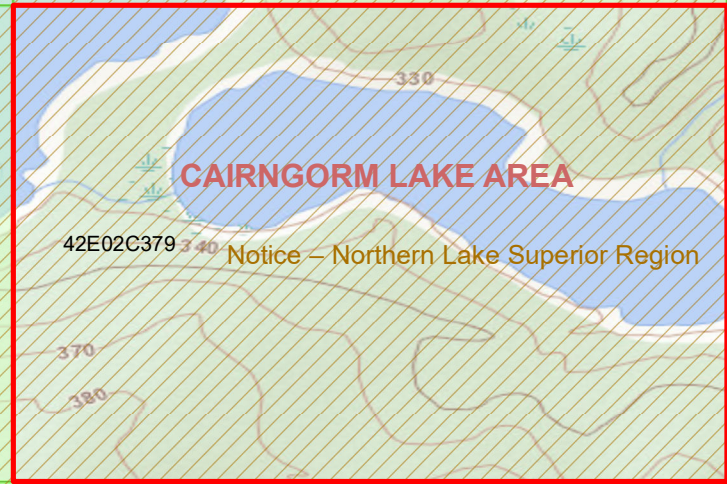 330
CAIRNGORM LAKE AREA
42E02C379
340
Notice – Northern Lake Superior Region
370
380